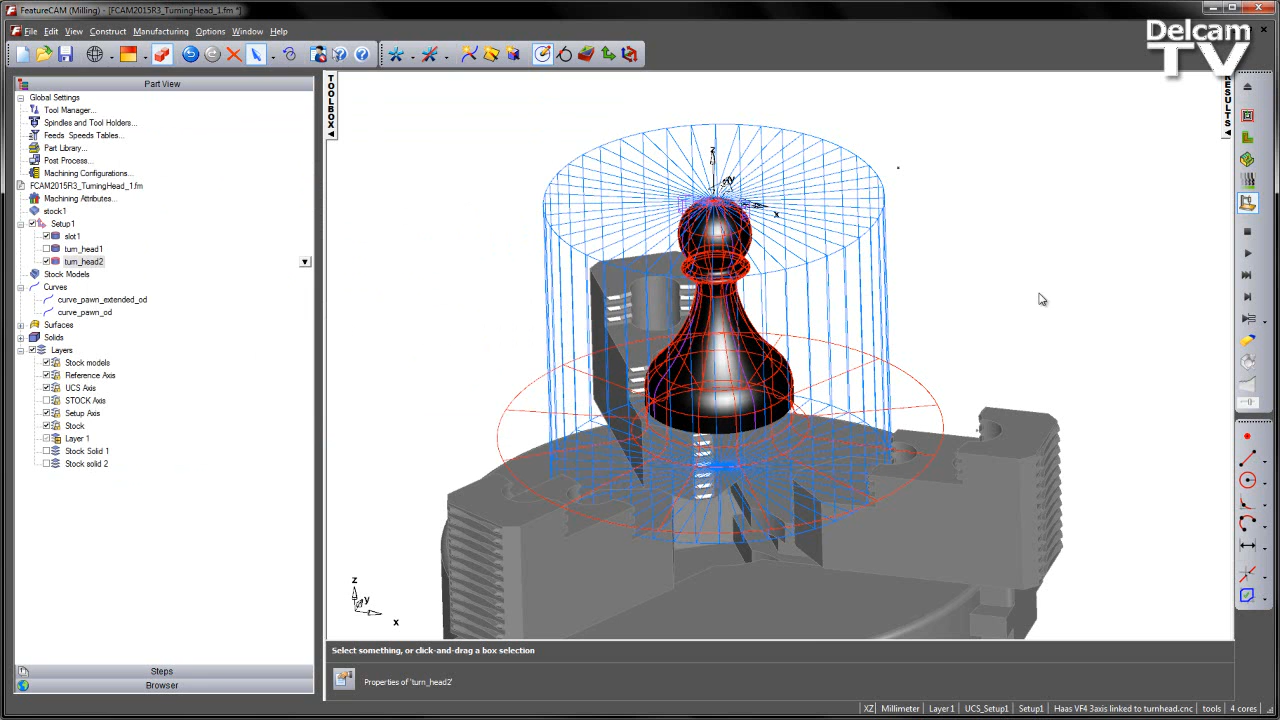 FeatureCAM (Milling) - [FCAM2015R3_TurningHead_1.fm *]
File Edit View Construct Manufacturing Options Window Help
Delcam
TV
Part View
TOOLBOX
RESULTS
Global Settings
Tool Manager...
Spindles and Tool Holders...
Feeds Speeds Tables...
Part Library...
Post Process...
Machining Configurations...
FCAM2015R3_TurningHead_1.fm
Machining Attributes...
stock1
Setup1
slot1
turn_head1
turn_head2
Stock Models
Curves
curve_pawn_extended_od
curve_pawn_od
Surfaces
Solids
Layers
Stock models
Reference Axis
UCS Axis
STOCK Axis
Setup Axis
Stock
Layer 1
Stock Solid 1
Stock solid 2
z
y
x
z
y
x
Select something, or click-and-drag a box selection
Steps
Properties of 'turn_head2'
Browser
XZ Millimeter Layer1 UCS_Setup1 Setup1 Haas VF4 3axis linked to turnhead.cnc tools 4 cores